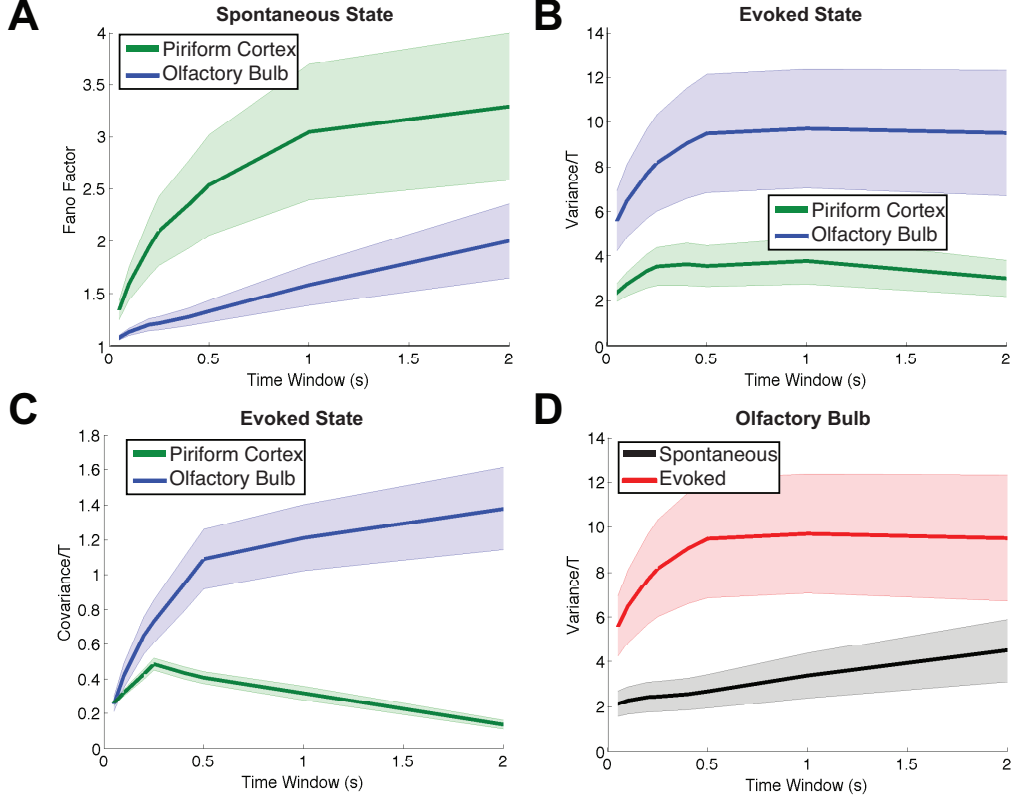 A
Spontaneous State
Piriform Cortex
Olfactory Bulb
Fano Factor
4
3.5
3
2.5
2
1.5
1
0
0.5
1
1.5
2
Time Window (s)
B
Evoked State
Variance/T
14
12
10
8
6
4
2
0
Piriform Cortex
Olfactory Bulb
0
0.5
1
1.5
2
Time Window (s)
C
Evoked State
Piriform Cortex
Olfactory Bulb
Covariance/T
1.8
1.6
1.4
1.2
1
0.8
0.6
0.4
0.2
0
0
0.5
1
1.5
2
Time Window (s)
D
Olfactory Bulb
Spontaneous
Evoked
Variance/T
14
12
10
8
6
4
2
0
0
0.5
1
1.5
2
Time Window (s)